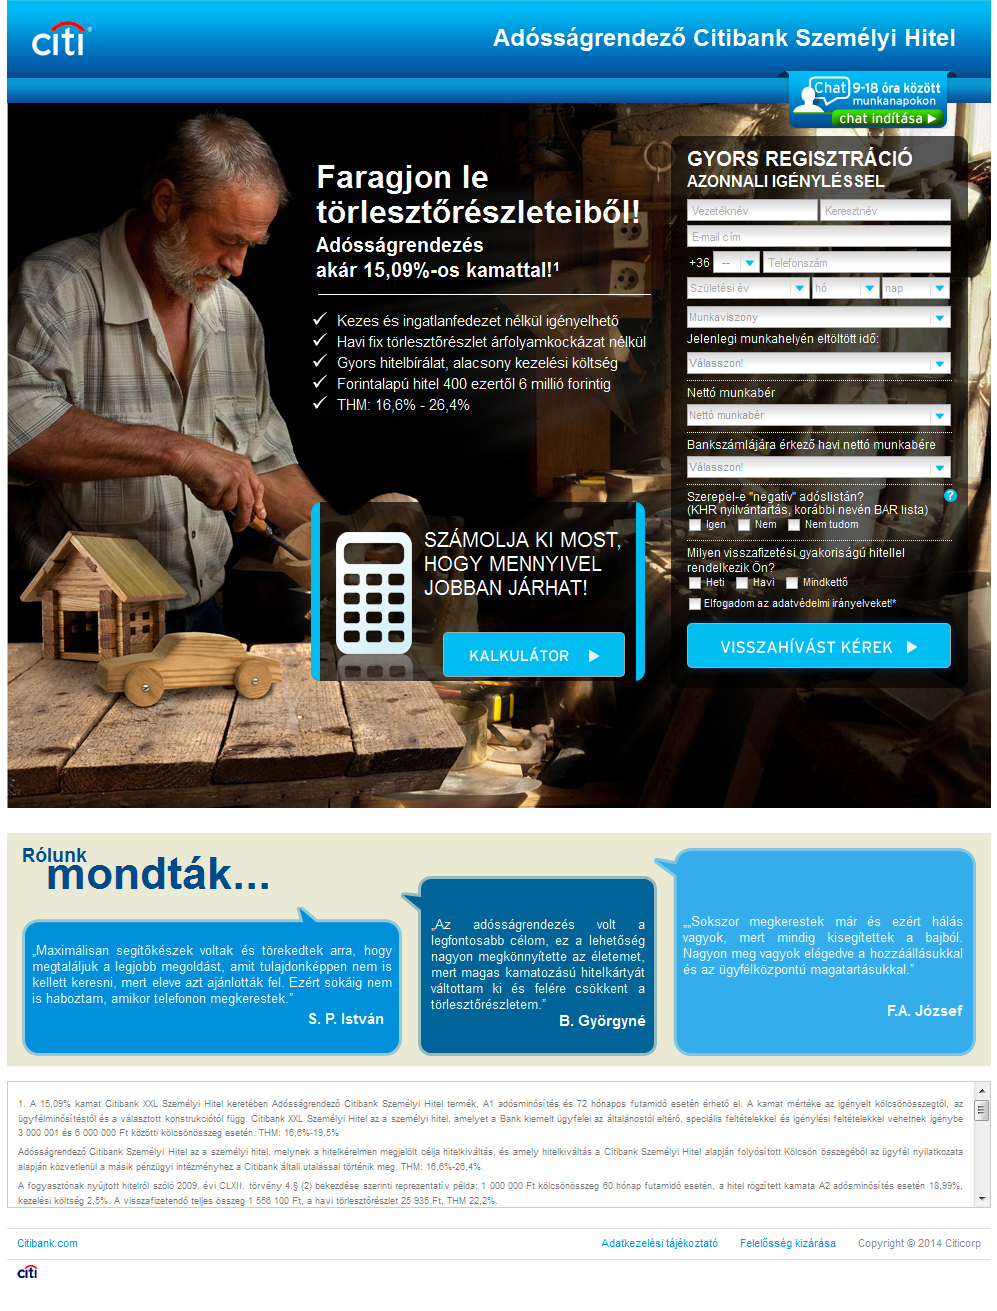 citi
Adósságrendező Citibank Személyi Hitel
Chat 9-18 óra között
munkanapokon
chat indítása
Faragjon le
törlesztőrészleteiből!
Adósságrendezés
akár 15,09%-os kamattal!¹
Kezes és ingatlanfedezet nélkül igényelhető
Havi fix törlesztőrészlet árfolyamkockázat nélkül
Gyors hitelbírálat, alacsony kezelési költség
Forintalapú hitel 400 ezertől 6 millió forintig
THM: 16,6% - 26,4%
SZÁMOLJA KI MOST,
HOGY MENNYIVEL
JOBBAN JÁRHAT!
KALKULÁTOR
GYORS REGISZTRÁCIÓ
AZONNALI IGÉNYLÉSSEL
Vezetéknév Keresztnév
E-mail cím
+36 -- Telefonszám
Születési év hó nap
Munkaviszony
Jelenlegi munkahelyén eltöltött idő:
Válasszon!
Nettó munkabér
Nettó munkabér
Bankszámlájára érkező havi nettó munkabére
Válasszon!
Szerepel-e "negatív" adóslistán? ?
(KHR nyilvántartás, korábbi nevén BAR lista)
Igen Nem Nem tudom
Milyen visszafizetési gyakoriságú hitellel
rendelkezik Ön?
Heti Havi Mindkettő
Elfogadom az adatvédelmi irányelveket!*
VISSZAHÍVÁST KÉREK
Rólunk
mondták...
„Maximálisan segítőkészek voltak és törekedtek arra, hogy
megtaláljuk a legjobb megoldást, amit tulajdonképpen nem is
kellett keresni, mert eleve azt ajánlották fel. Ezért sokáig nem
is haboztam, amikor telefonon megkerestek.”
S. P. István
„Az adósságrendezés volt a
legfontosabb célom, ez a lehetőség
nagyon megkönnyítette az életemet,
mert magas kamatozású hitelkártyát
váltottam ki és felére csökkent a
törlesztőrészletem.”
B. Györgyné
„„Sokszor megkerestek már és ezért hálás
vagyok, mert mindig kisegítettek a bajból.
Nagyon meg vagyok elégedve a hozzáállásukkal
és az ügyfélközpontú magatartásukkal.”
F.A. József
1. A 15,09% kamat Citibank XXL Személyi Hitel keretében Adósságrendező Citibank Személyi Hitel termék, A1 adósminősítés és 72 hónapos futamidő esetén érhető el. A kamat mértéke az igényelt kölcsönösszegtől, az
ügyfélminősítéstől és a választott konstrukciótól függ. Citibank XXL Személyi Hitel az a személyi hitel, amelyet a Bank kiemelt ügyfelei az általánostól eltérő, speciális feltételekkel és igénylési feltételekkel vehetnek igénybe
3 000 001 és 6 000 000 Ft közötti kölcsönösszeg esetén. THM: 16,6%-19,5%
Adósságrendező Citibank Személyi Hitel az a személyi hitel, melynek a hitelkérelmen megjelölt célja hitelkiváltás, és amely hitelkiváltás a Citibank Személyi Hitel alapján folyósított Kölcsön összegéből az ügyfél nyilatkozata
alapján közvetlenül a másik pénzügyi intézményhez a Citibank általi utalással történik meg. THM: 16,6%-26,4%.
A fogyasztónak nyújtott hitelről szóló 2009. évi CLXII. törvény 4.§ (2) bekezdése szerinti reprezentatív példa: 1 000 000 Ft kölcsönösszeg 60 hónap futamidő esetén, a hitel rögzített kamata A2 adósminősítés esetén 18,99%,
kezelési költség 2,5%. A visszafizetendő teljes összeg 1 556 100 Ft, a havi törlesztőrészlet 25 935 Ft, THM 22,2%.
Citibank.com Adatkezelési tájékoztató Felelősség kizárása Copyright © 2014 Citicorp
citi